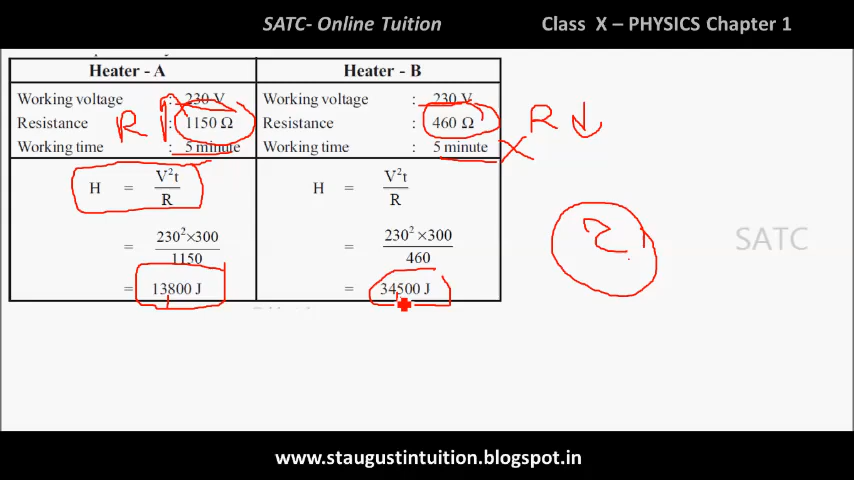 SATC- Online Tuition Class X – PHYSICS Chapter 1
Heater - A Heater - B
Working voltage : 230 V Working voltage : 230 V
Resistance : 1150 Ω Resistance : 460 Ω
Working time : 5 minute Working time : 5 minute
R R ↓
H = V²t/R H = V²t/R
= 230²×300/1150 = 230²×300/460
= 13800 J = 34500 J
SATC
www.staugustintuition.blogspot.in